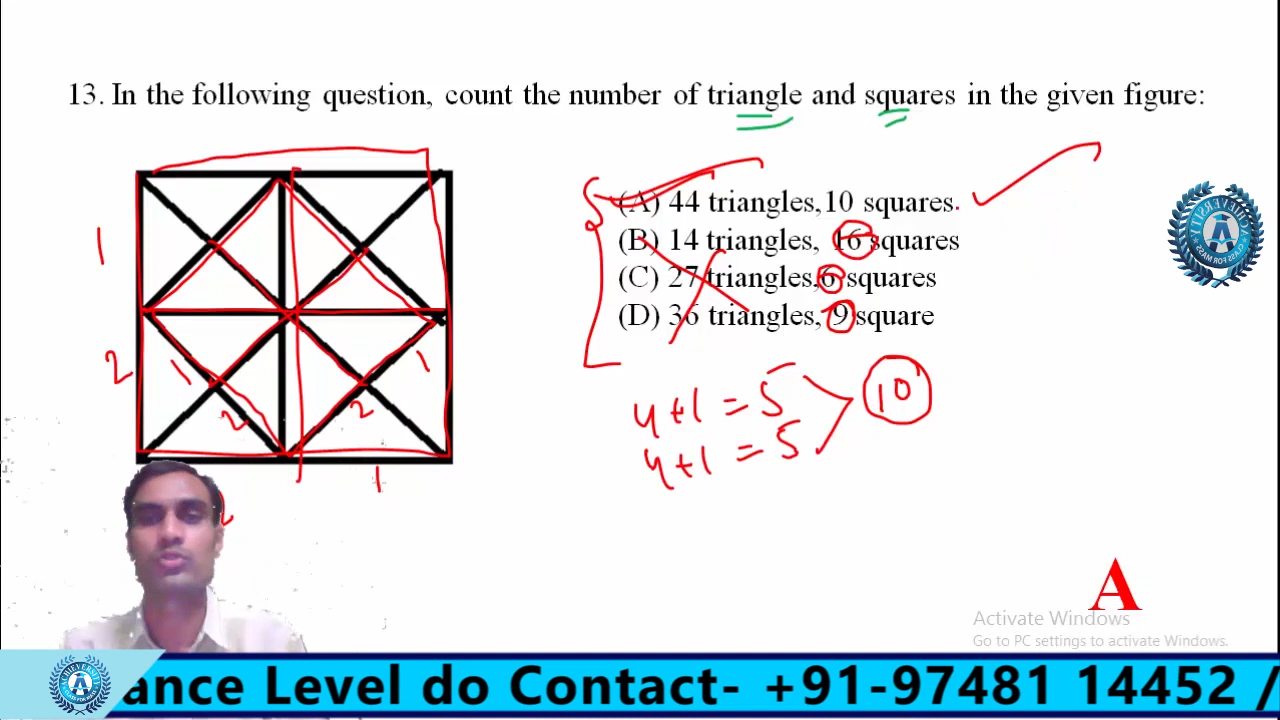 13. In the following question, count the number of triangle and squares in the given figure:
(A) 44 triangles,10 squares.
(B) 14 triangles, 16 squares
(C) 27 triangles,6 squares
(D) 36 triangles, 9 square
5
1
2
1
1
2
2
1
2
4+1 = 5
4+1 = 5
10
A
Activate Windows
Go to PC settings to activate Windows.
ance Level do Contact- +91-97481 14452 /